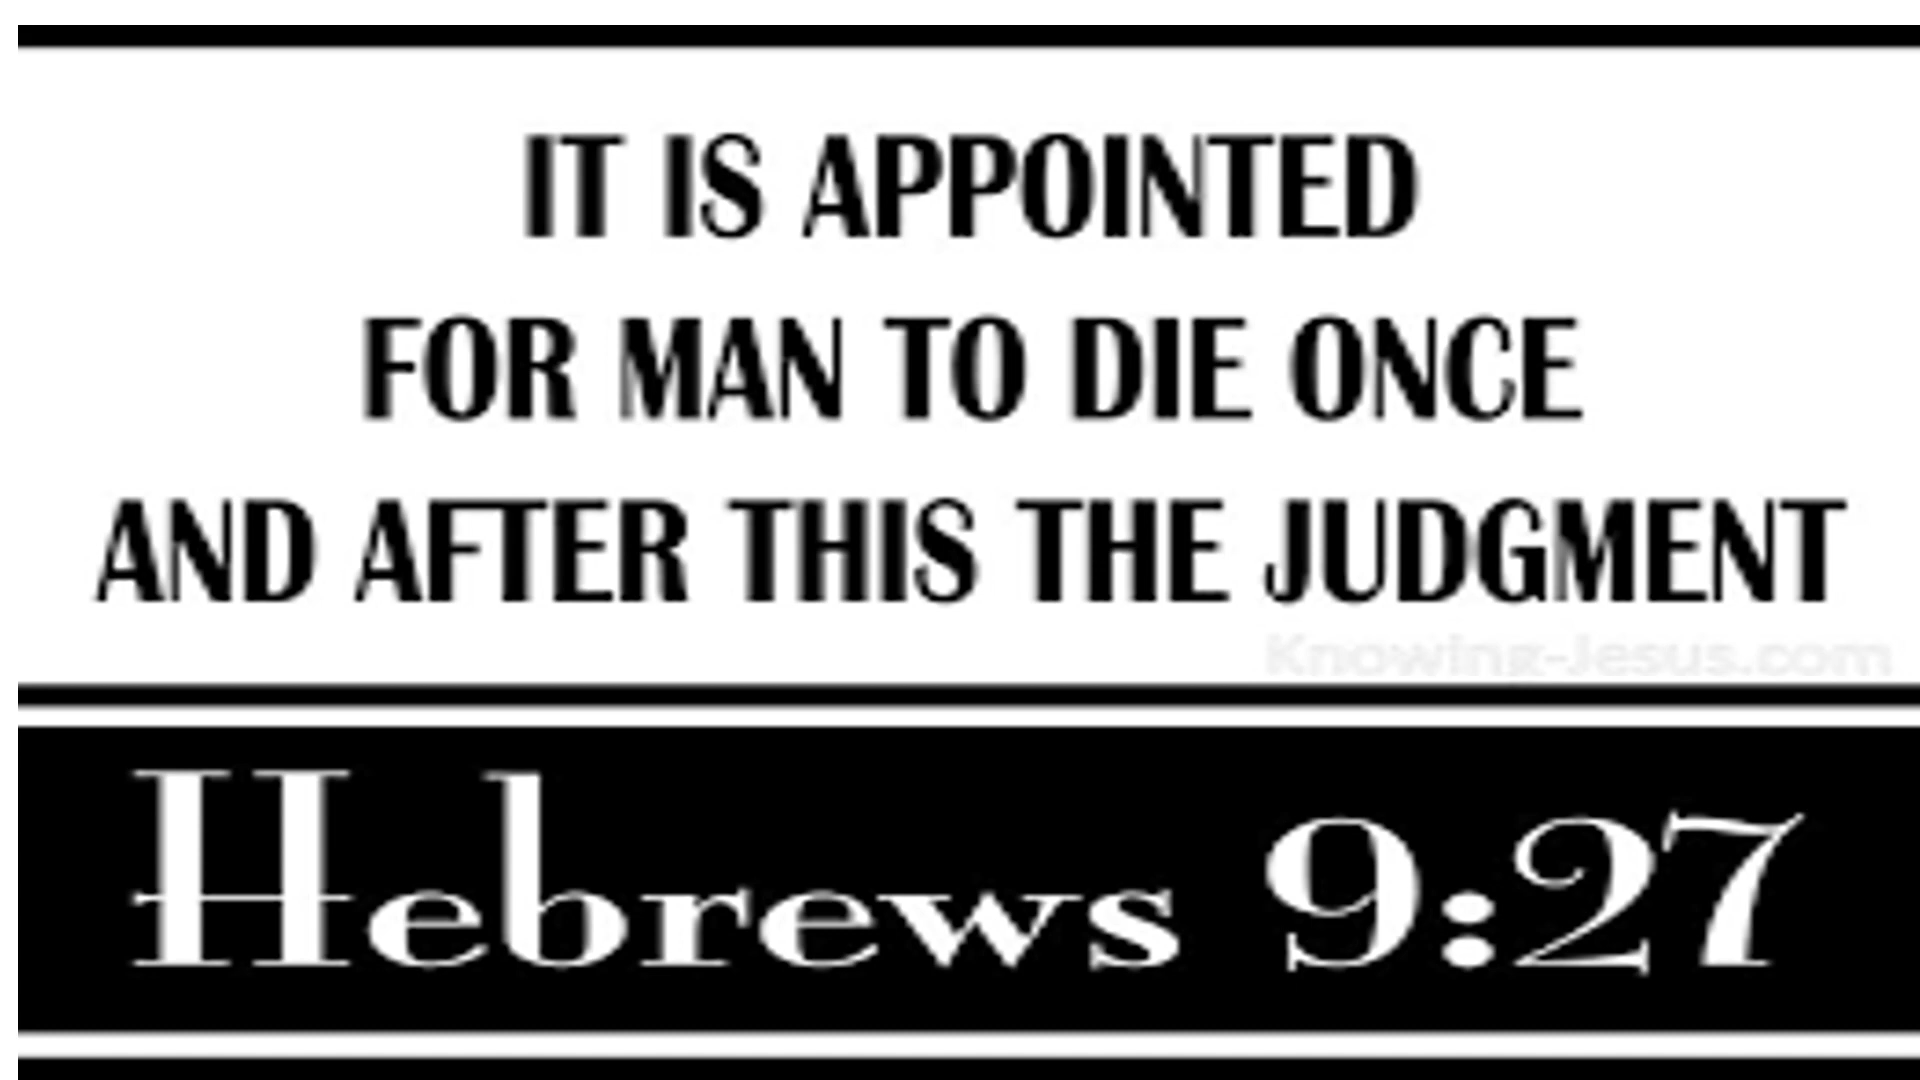 IT IS APPOINTED
FOR MAN TO DIE ONCE
AND AFTER THIS THE JUDGMENT
Knowing-Jesus.com
Hebrews 9:27